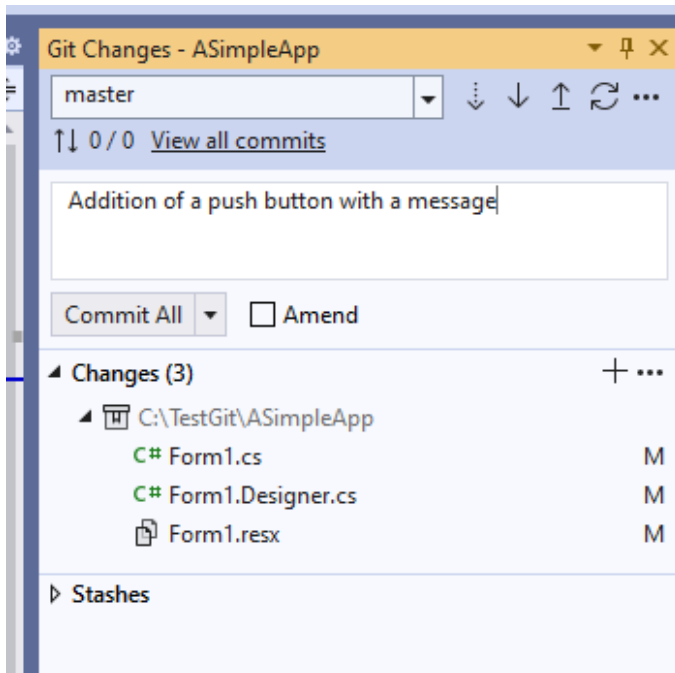 Git Changes - ASimpleApp
master
0 / 0 View all commits
Addition of a push button with a message
Commit All Amend
Changes (3)
C:\TestGit\ASimpleApp
C# Form1.cs M
C# Form1.Designer.cs M
Form1.resx M
Stashes